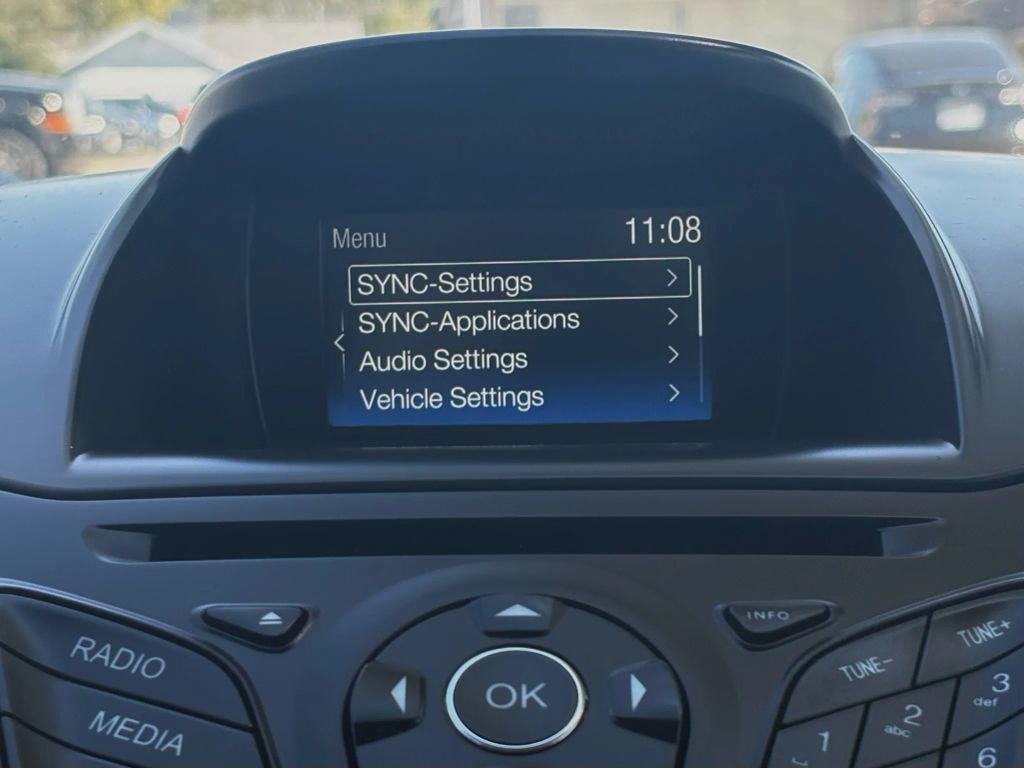 Menu 11:08
SYNC-Settings
SYNC-Applications
Audio Settings
Vehicle Settings
INFO
RADIO
MEDIA
OK
TUNE-
TUNE+
1
2
abc
3
def
6